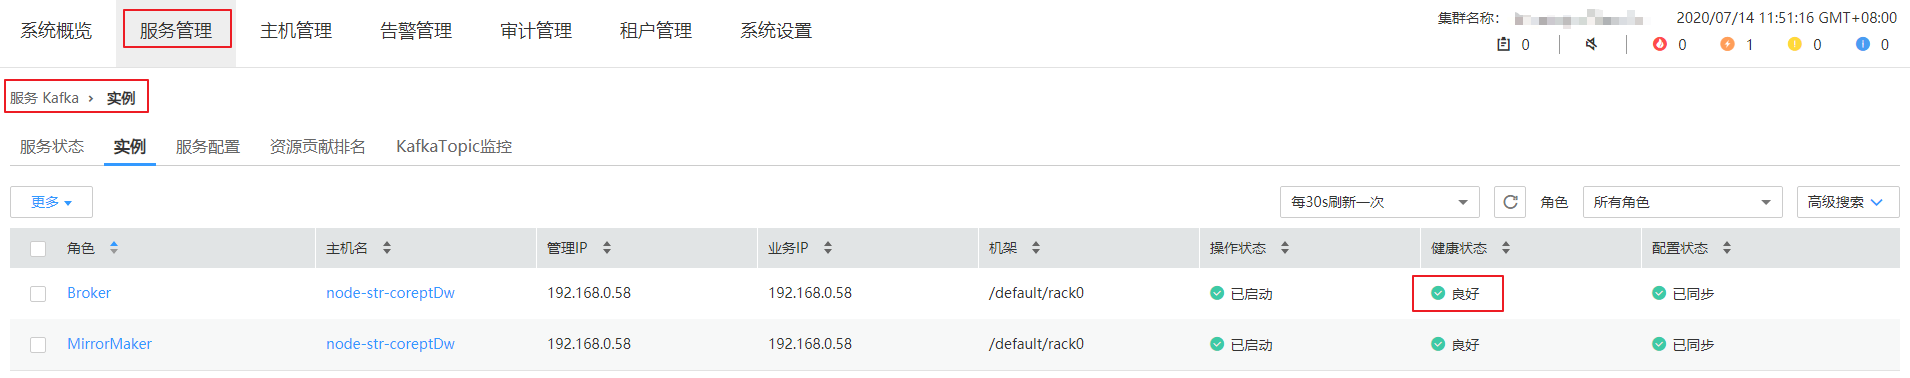 系统概览 服务管理 主机管理 告警管理 审计管理 租户管理 系统设置
集群名称： 2020/07/14 11:51:16 GMT+08:00
0 0 1 0 0
服务 Kafka › 实例
服务状态 实例 服务配置 资源贡献排名 KafkaTopic监控
更多 每30s刷新一次 角色 所有角色 高级搜索
角色 主机名 管理IP 业务IP 机架 操作状态 健康状态 配置状态
Broker node-str-coreptDw 192.168.0.58 192.168.0.58 /default/rack0 已启动 良好 已同步
MirrorMaker node-str-coreptDw 192.168.0.58 192.168.0.58 /default/rack0 已启动 良好 已同步